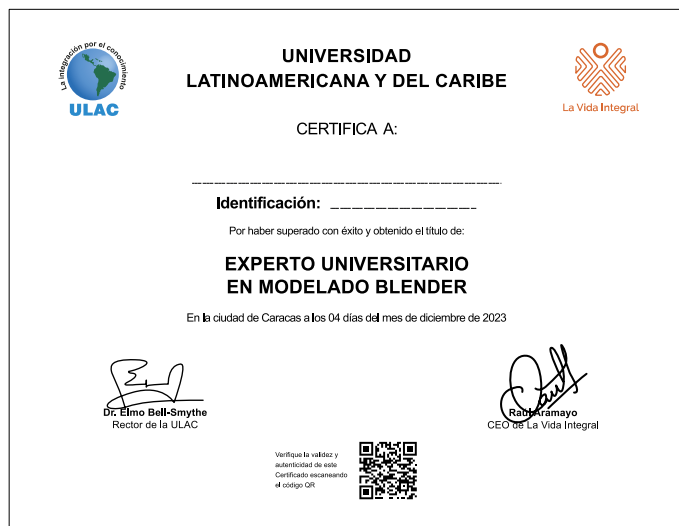 La integración por el conocimiento
ULAC
UNIVERSIDAD
LATINOAMERICANA Y DEL CARIBE
La Vida Integral
CERTIFICA A:
Identificación:
Por haber superado con éxito y obtenido el título de:
EXPERTO UNIVERSITARIO
EN MODELADO BLENDER
En la ciudad de Caracas a los 04 días del mes de diciembre de 2023
Dr. Elmo Bell-Smythe
Rector de la ULAC
Raúl Aramayo
CEO de La Vida Integral
Verifique la validez y
autenticidad de este
Certificado escaneando
el código QR